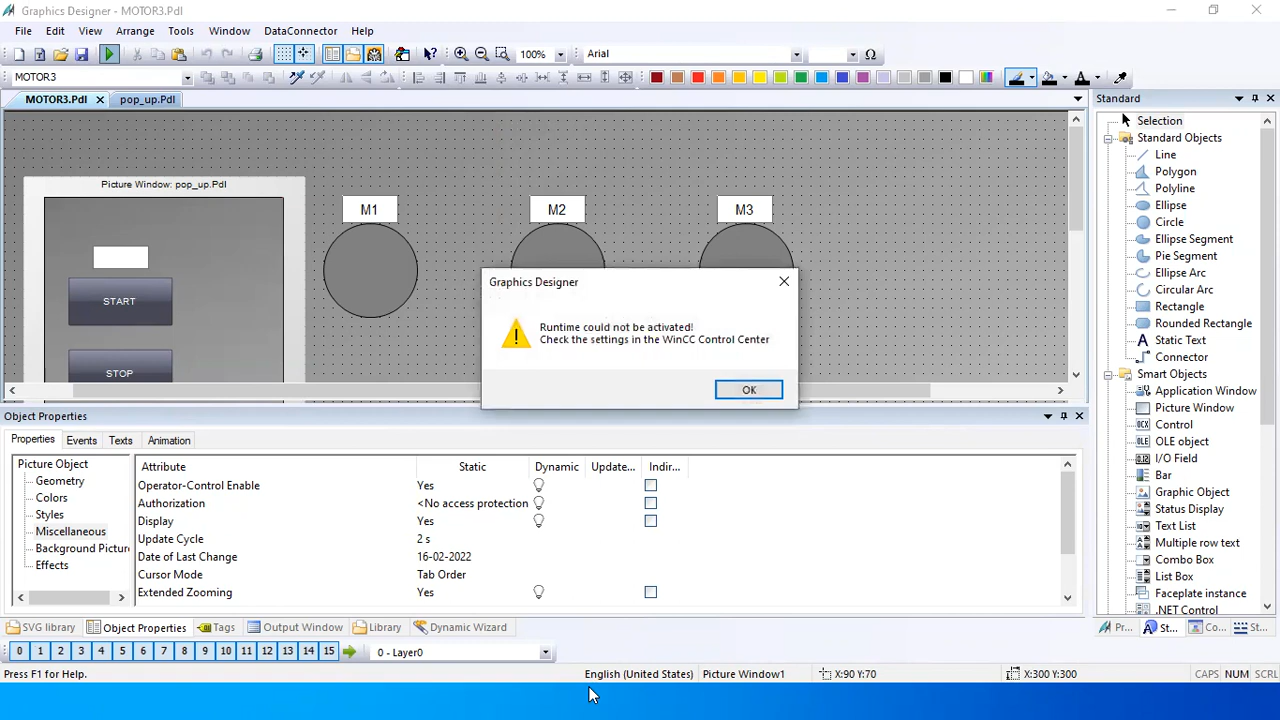 Graphics Designer - MOTOR3.Pdl
File Edit View Arrange Tools Window DataConnector Help
100% Arial Ω
MOTOR3
MOTOR3.Pdl pop_up.Pdl
Picture Window: pop_up.Pdl
M1 M2 M3
START
STOP
Graphics Designer
Runtime could not be activated!
Check the settings in the WinCC Control Center
OK
Standard
Selection
Standard Objects
Line
Polygon
Polyline
Ellipse
Circle
Ellipse Segment
Pie Segment
Ellipse Arc
Circular Arc
Rectangle
Rounded Rectangle
Static Text
Connector
Smart Objects
Application Window
Picture Window
OCX Control
OLE object
0.12 I/O Field
Bar
Graphic Object
Status Display
Text List
Multiple row text
Combo Box
List Box
Faceplate instance
.NET Control
Pr... St... Co... St...
Object Properties
Properties Events Texts Animation
Picture Object
Geometry
Colors
Styles
Miscellaneous
Background Picture
Effects
Attribute Static Dynamic Update... Indir...
Operator-Control Enable Yes
Authorization <No access protection
Display Yes
Update Cycle 2 s
Date of Last Change 16-02-2022
Cursor Mode Tab Order
Extended Zooming Yes
SVG library Object Properties Tags Output Window Library Dynamic Wizard
0 1 2 3 4 5 6 7 8 9 10 11 12 13 14 15 0 - Layer0
Press F1 for Help. English (United States) Picture Window1 X:90 Y:70 X:300 Y:300 CAPS NUM SCRL